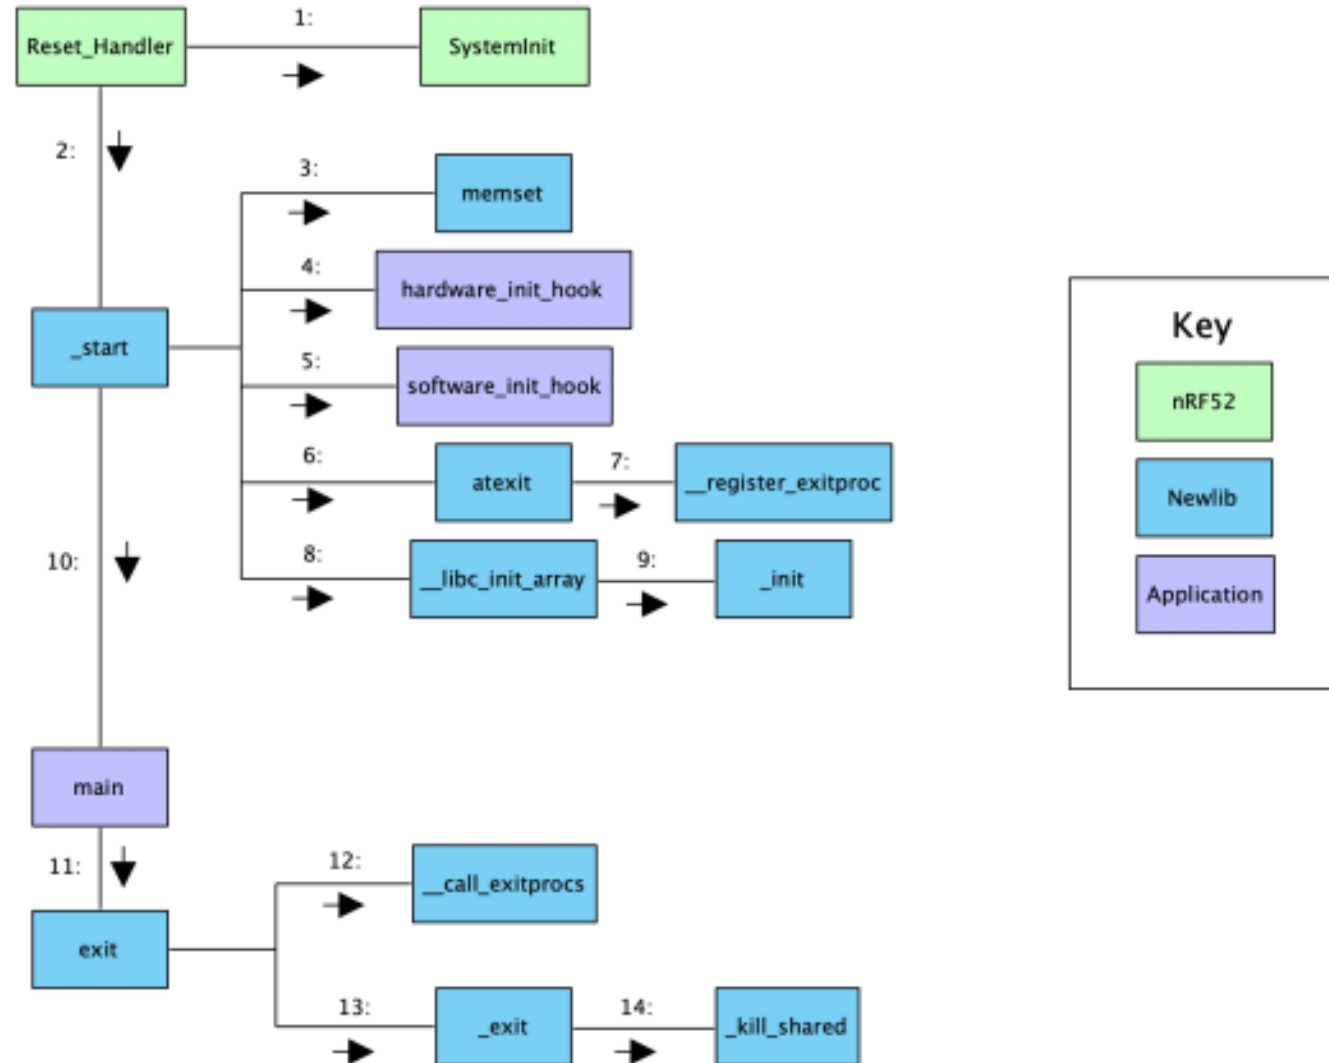 1:
Reset_Handler
SystemInit
2:
3:
memset
4:
hardware_init_hook
_start
5:
software_init_hook
6:
atexit
7:
__register_exitproc
8:
__libc_init_array
9:
_init
10:
main
11:
12:
__call_exitprocs
exit
13:
_exit
14:
_kill_shared
Key
nRF52
Newlib
Application